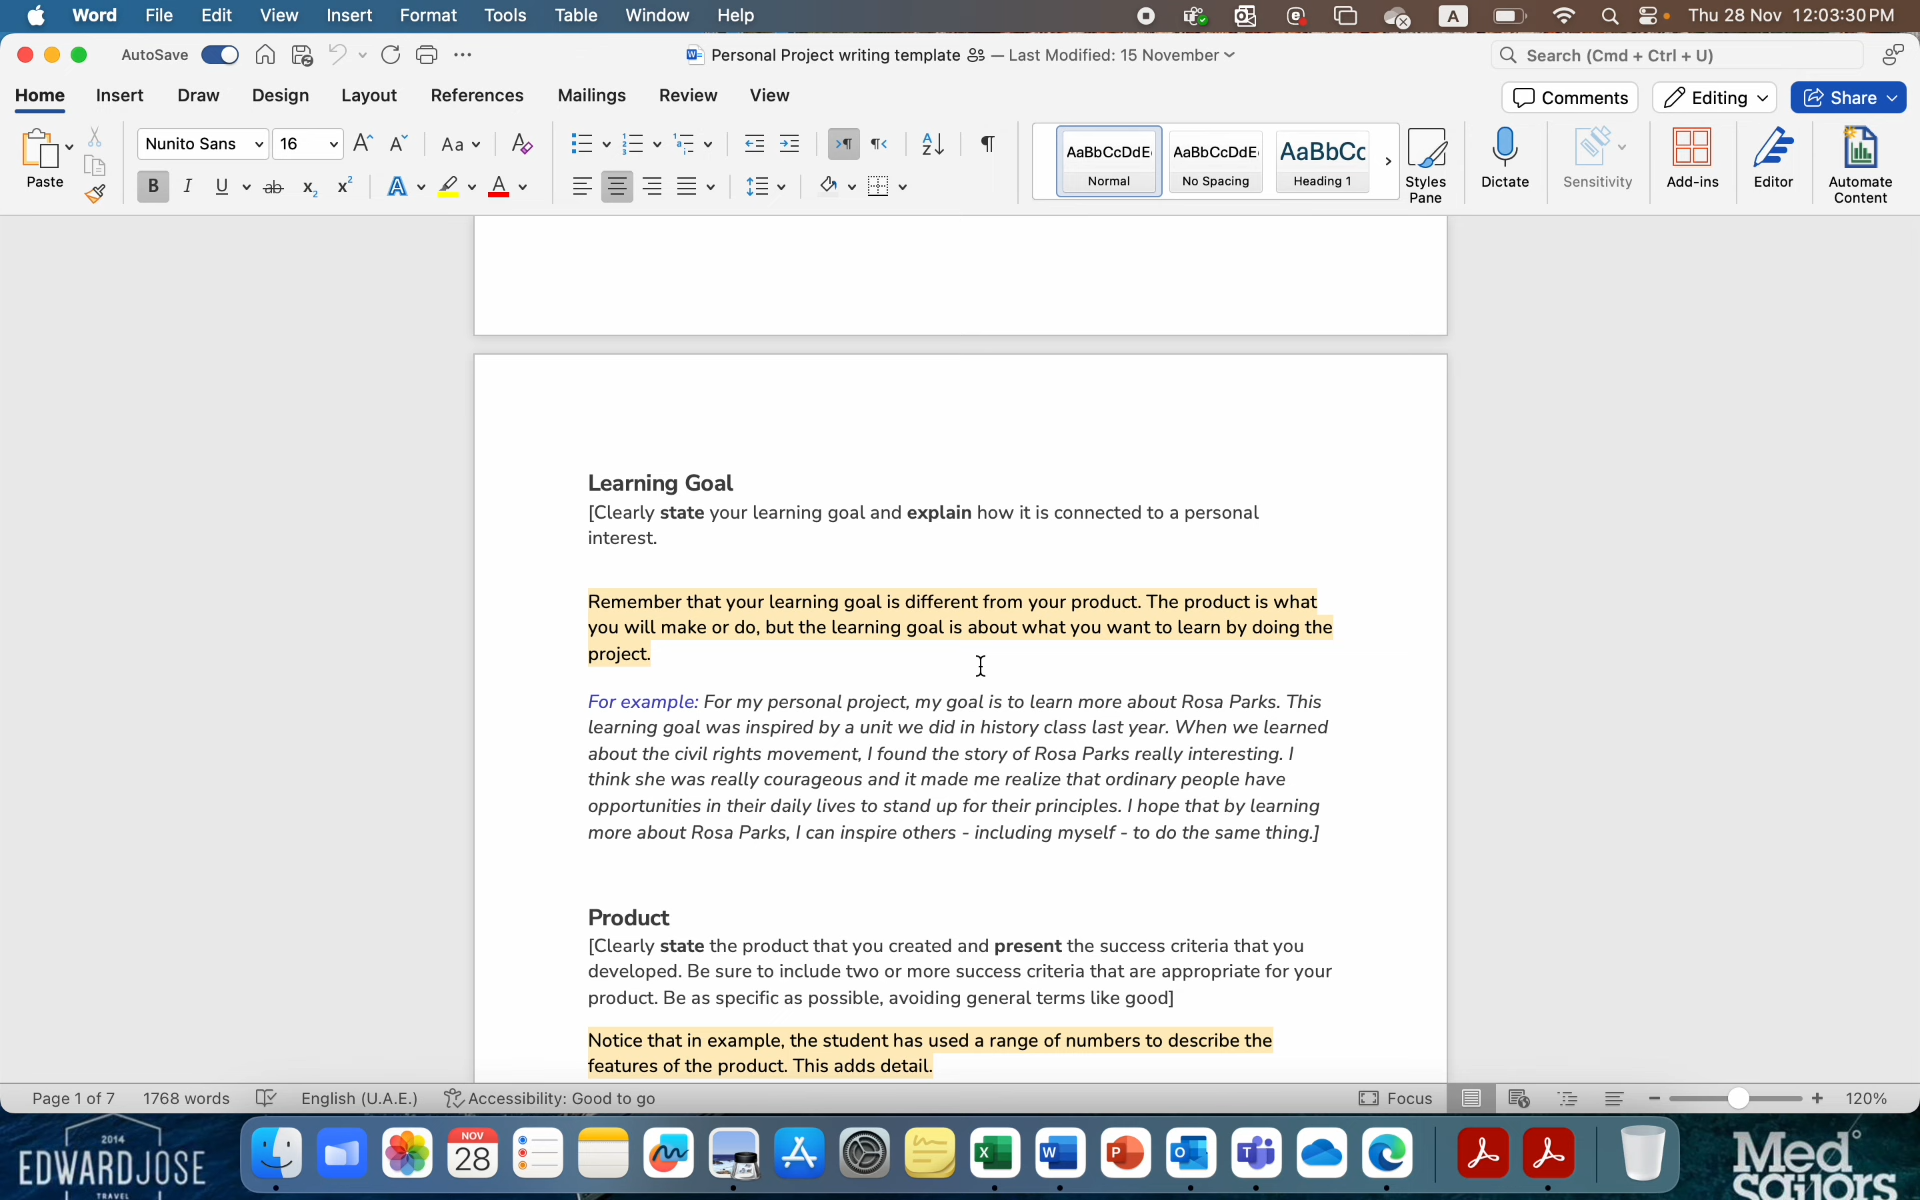 Word File Edit View Insert Format Tools Table Window Help A Thu 28 Nov 12:03:30 PM
AutoSave Personal Project writing template — Last Modified: 15 November Search (Cmd + Ctrl + U)
Home Insert Draw Design Layout References Mailings Review View Comments Editing Share
Nunito Sans 16 Aa AaBbCcDdE AaBbCcDdE AaBbCc
Paste B I U ab X₂ X² A A Normal No Spacing Heading 1 Styles Pane Dictate Sensitivity Add-ins Editor Automate Content
Learning Goal
[Clearly state your learning goal and explain how it is connected to a personal
interest.
Remember that your learning goal is different from your product. The product is what
you will make or do, but the learning goal is about what you want to learn by doing the
project.
For example: For my personal project, my goal is to learn more about Rosa Parks. This
learning goal was inspired by a unit we did in history class last year. When we learned
about the civil rights movement, I found the story of Rosa Parks really interesting. I
think she was really courageous and it made me realize that ordinary people have
opportunities in their daily lives to stand up for their principles. I hope that by learning
more about Rosa Parks, I can inspire others - including myself - to do the same thing.]
Product
[Clearly state the product that you created and present the success criteria that you
developed. Be sure to include two or more success criteria that are appropriate for your
product. Be as specific as possible, avoiding general terms like good]
Notice that in example, the student has used a range of numbers to describe the
features of the product. This adds detail.
Page 1 of 7 1768 words English (U.A.E.) Accessibility: Good to go Focus 120%
2014
EDWARDJOSE
TRAVEL
NOV
28
Med
Sailors